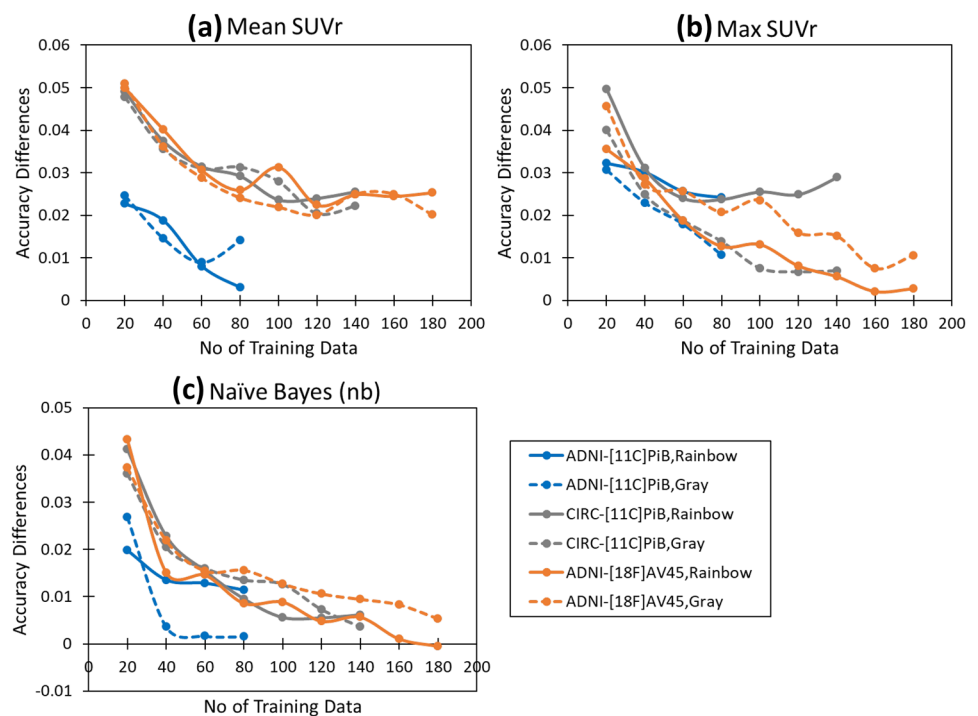 (a) Mean SUVr
0.06
0.05
0.04
0.03
0.02
0.01
0
Accuracy Differences
0 20 40 60 80 100 120 140 160 180 200
No of Training Data
(b) Max SUVr
0.06
0.05
0.04
0.03
0.02
0.01
0
Accuracy Differences
0 20 40 60 80 100 120 140 160 180 200
No of Training Data
(c) Naïve Bayes (nb)
0.05
0.04
0.03
0.02
0.01
0
-0.01
Accuracy Differences
0 20 40 60 80 100 120 140 160 180 200
No of Training Data
ADNI-[11C]PiB,Rainbow
ADNI-[11C]PiB,Gray
CIRC-[11C]PiB,Rainbow
CIRC-[11C]PiB,Gray
ADNI-[18F]AV45,Rainbow
ADNI-[18F]AV45,Gray